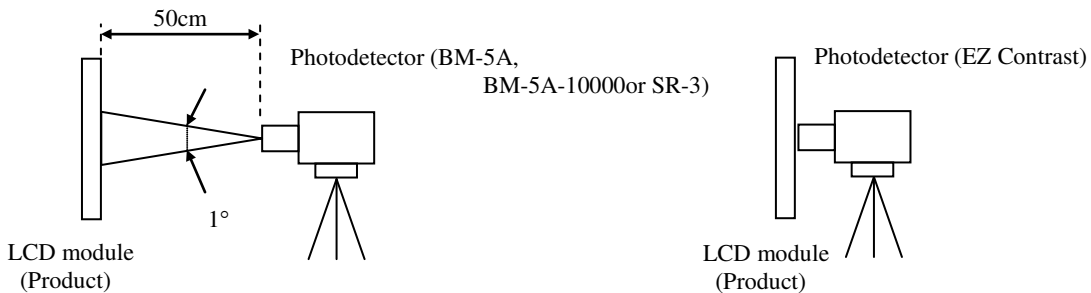 50cm
Photodetector (BM-5A,
BM-5A-10000or SR-3)
1°
LCD module
(Product)
Photodetector (EZ Contrast)
LCD module
(Product)